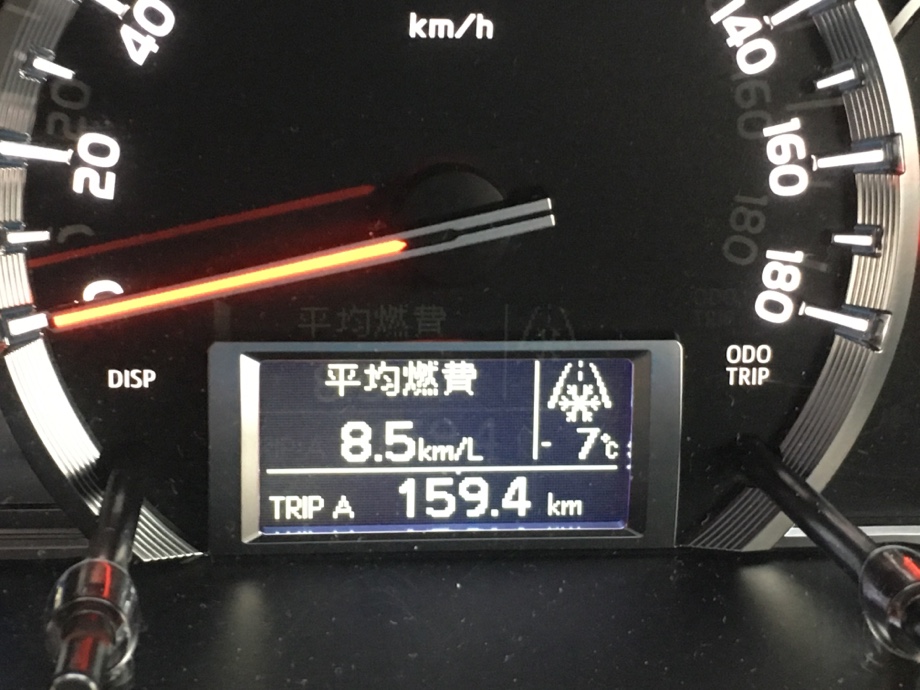 km/h
40
20
0
140
160
180
DISP
ODO
TRIP
平均燃費
8.5km/L
- 7℃
TRIP A 159.4 km